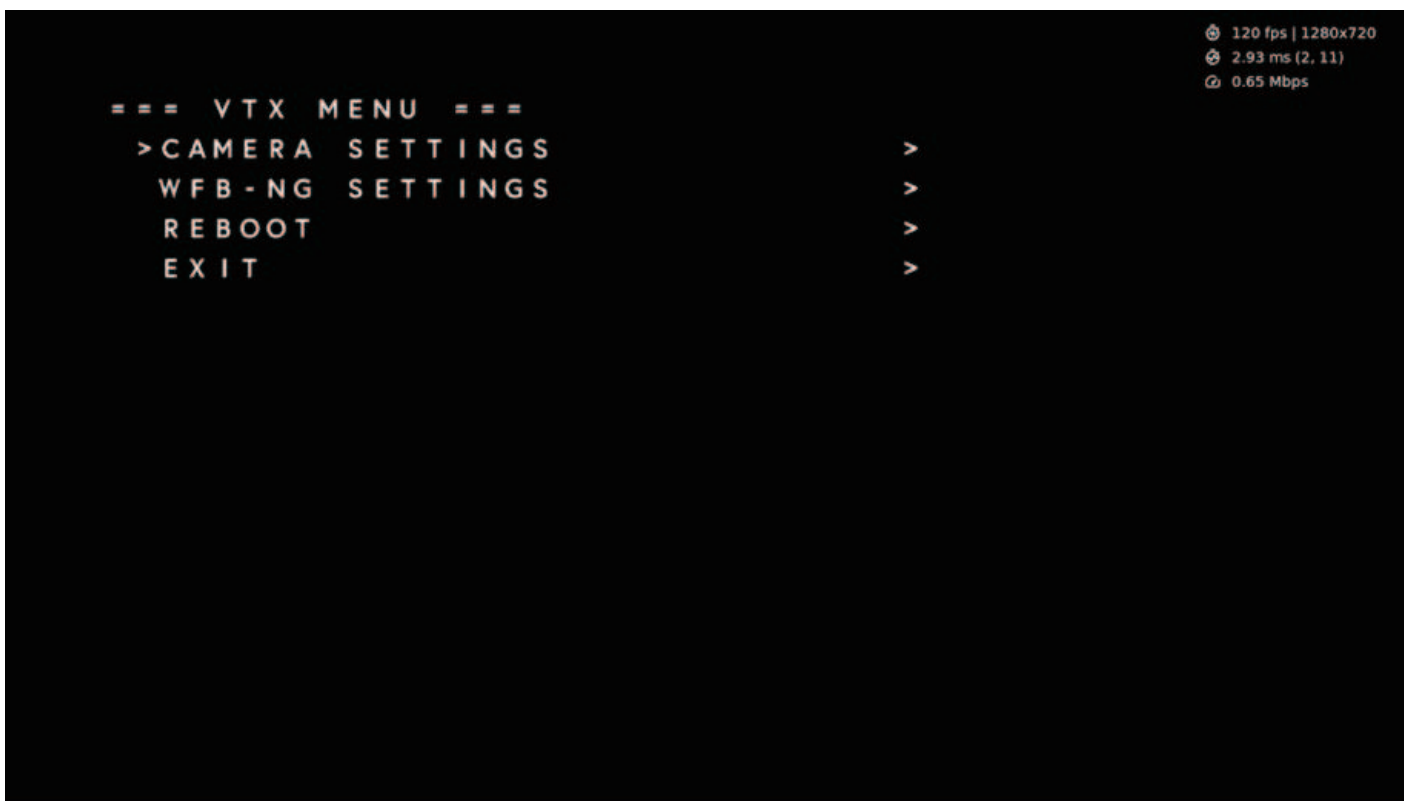 120 fps | 1280x720
2.93 ms (2, 11)
0.65 Mbps
=== VTX MENU ===
>CAMERA SETTINGS >
WFB-NG SETTINGS >
REBOOT >
EXIT >